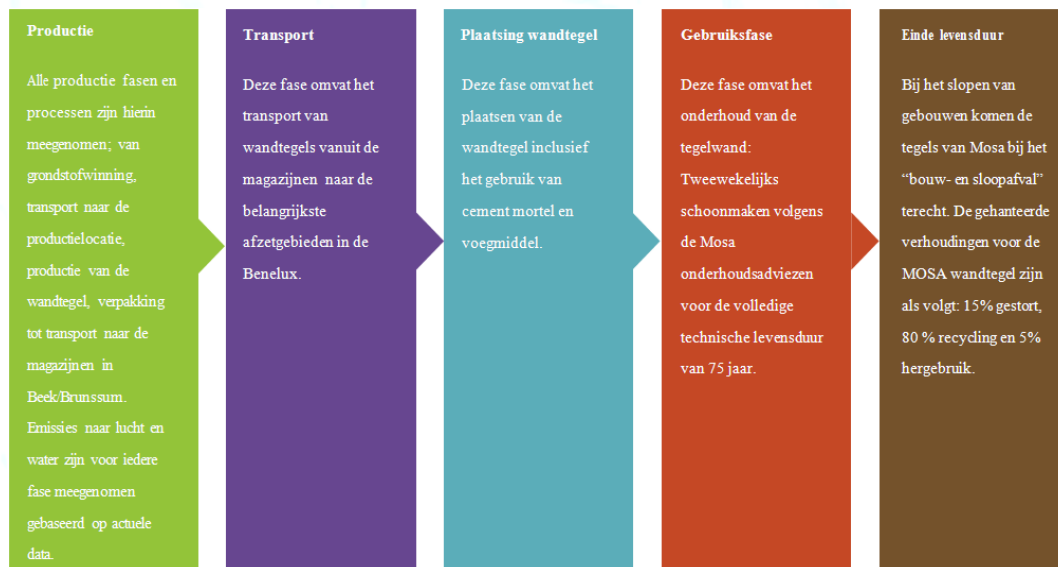 Productie
Alle productie fasen en
processen zijn hierin
meegenomen; van
grondstofwinning,
transport naar de
productielocatie,
productie van de
wandtegel, verpakking
tot transport naar de
magazijnen in
Beek/Brunssum.
Emissies naar lucht en
water zijn voor iedere
fase meegenomen
gebaseerd op actuele
data.
Transport
Deze fase omvat het
transport van
wandtegels vanuit de
magazijnen naar de
belangrijkste
afzetgebieden in de
Benelux.
Plaatsing wandtegel
Deze fase omvat het
plaatsen van de
wandtegel inclusief
het gebruik van
cement mortel en
voegmiddel.
Gebruiksfase
Deze fase omvat het
onderhoud van de
tegelwand:
Tweewekelijks
schoonmaken volgens
de Mosa
onderhoudsadviezen
voor de volledige
technische levensduur
van 75 jaar.
Einde levensduur
Bij het slopen van
gebouwen komen de
tegels van Mosa bij het
“bouw- en sloopafval”
terecht. De gehanteerde
verhoudingen voor de
MOSA wandtegel zijn
als volgt: 15% gestort,
80 % recycling en 5%
hergebruik.